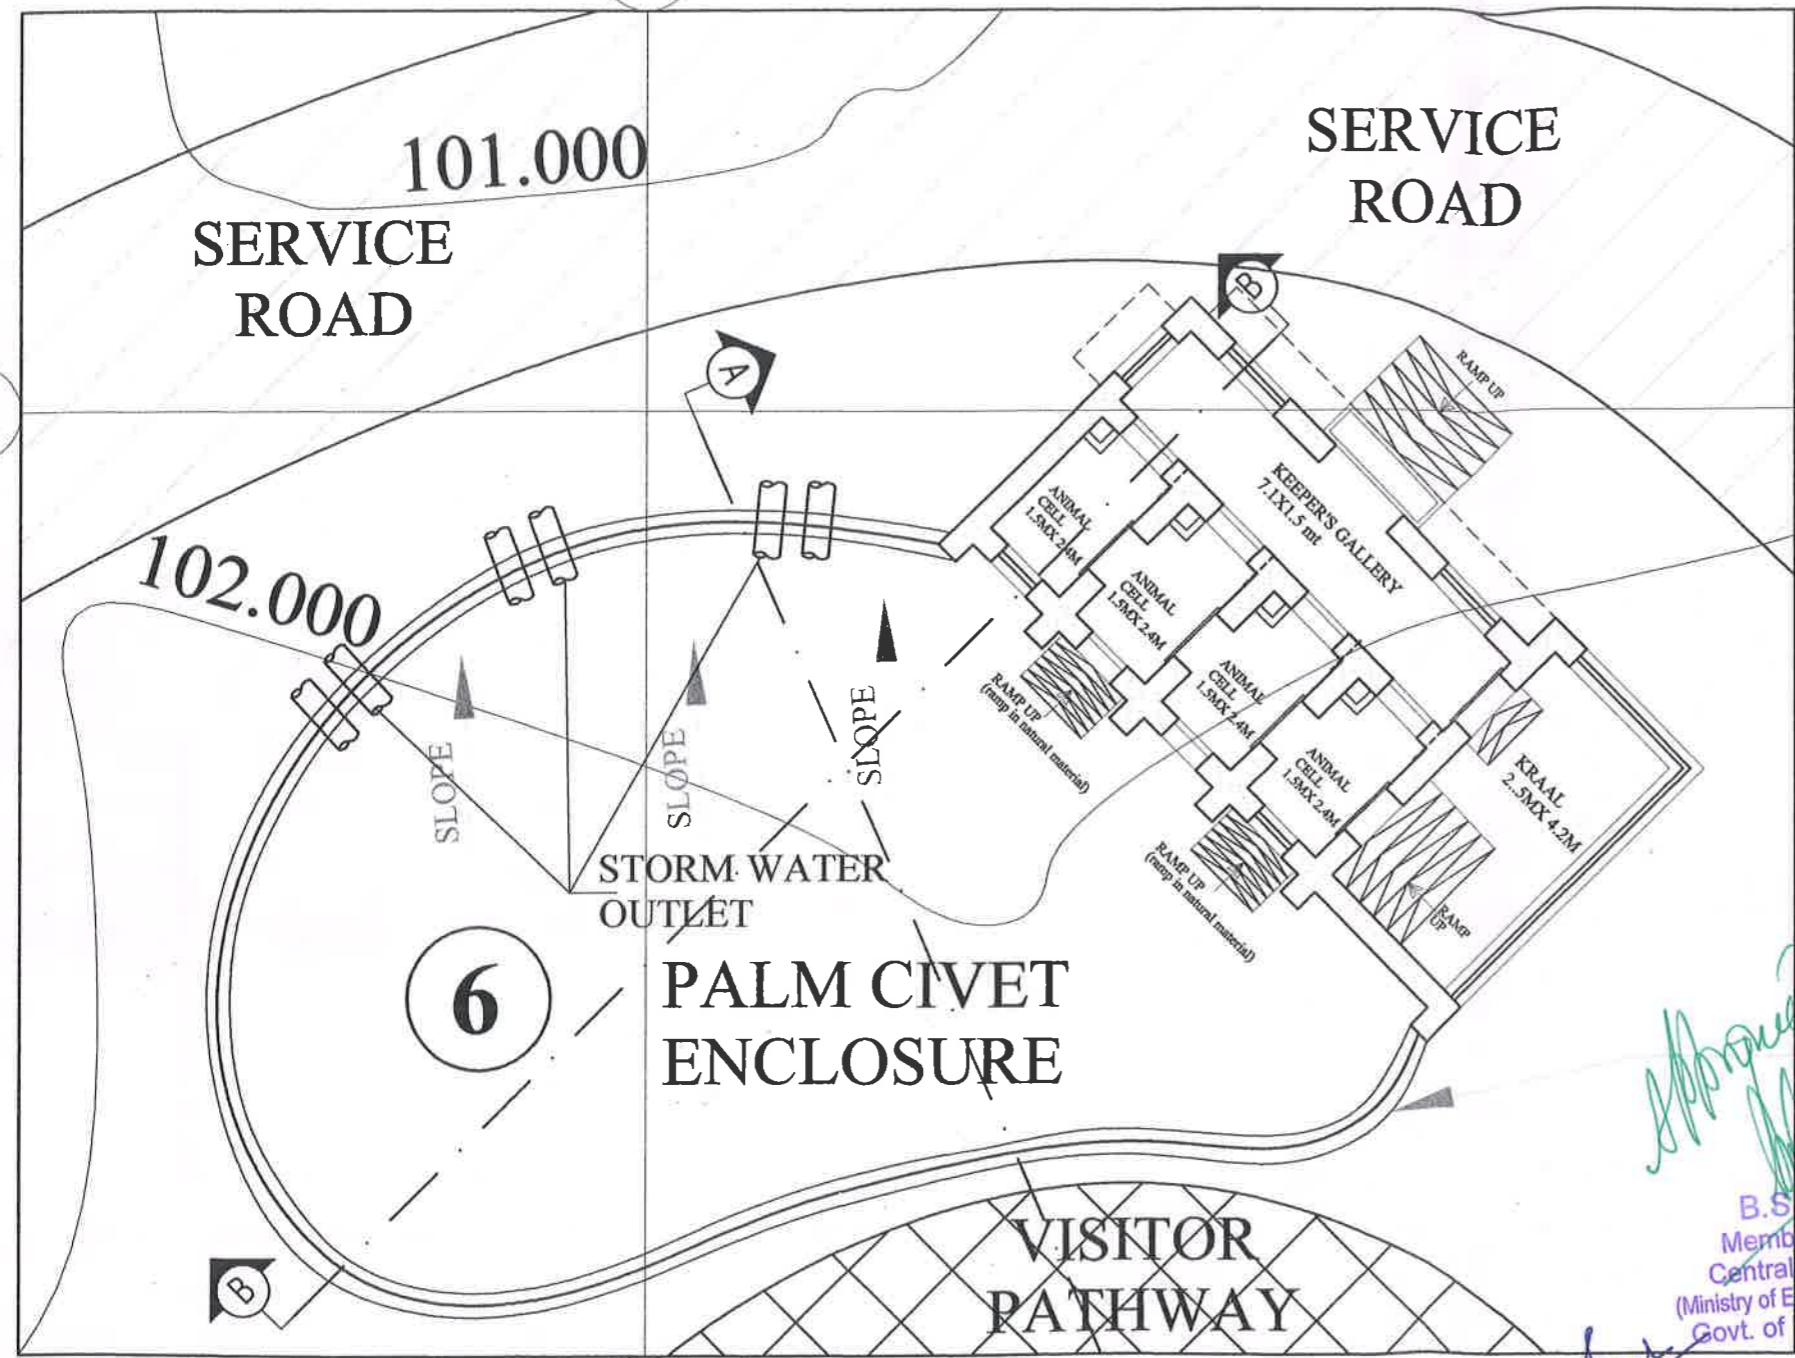 101.000
SERVICE
ROAD
SERVICE
ROAD
B
A
RAMP UP
KEEPER'S GALLERY
7.1X1.5 mt
ANIMAL
CELL
1.5MX 2.4M
ANIMAL
CELL
1.5MX 2.4M
ANIMAL
CELL
1.5MX 2.4M
ANIMAL
CELL
1.5MX 2.4M
102.000
RAMP UP
(ramp in natural material)
RAMP UP
(ramp in natural material)
KRAAL
2..5MX 4.2M
RAMP
UP
SLOPE
SLOPE
SLOPE
STORM WATER
OUTLET
6
PALM CIVET
ENCLOSURE
VISITOR
PATHWAY
B
B.S
Memb
Central
(Ministry of E
Govt. of